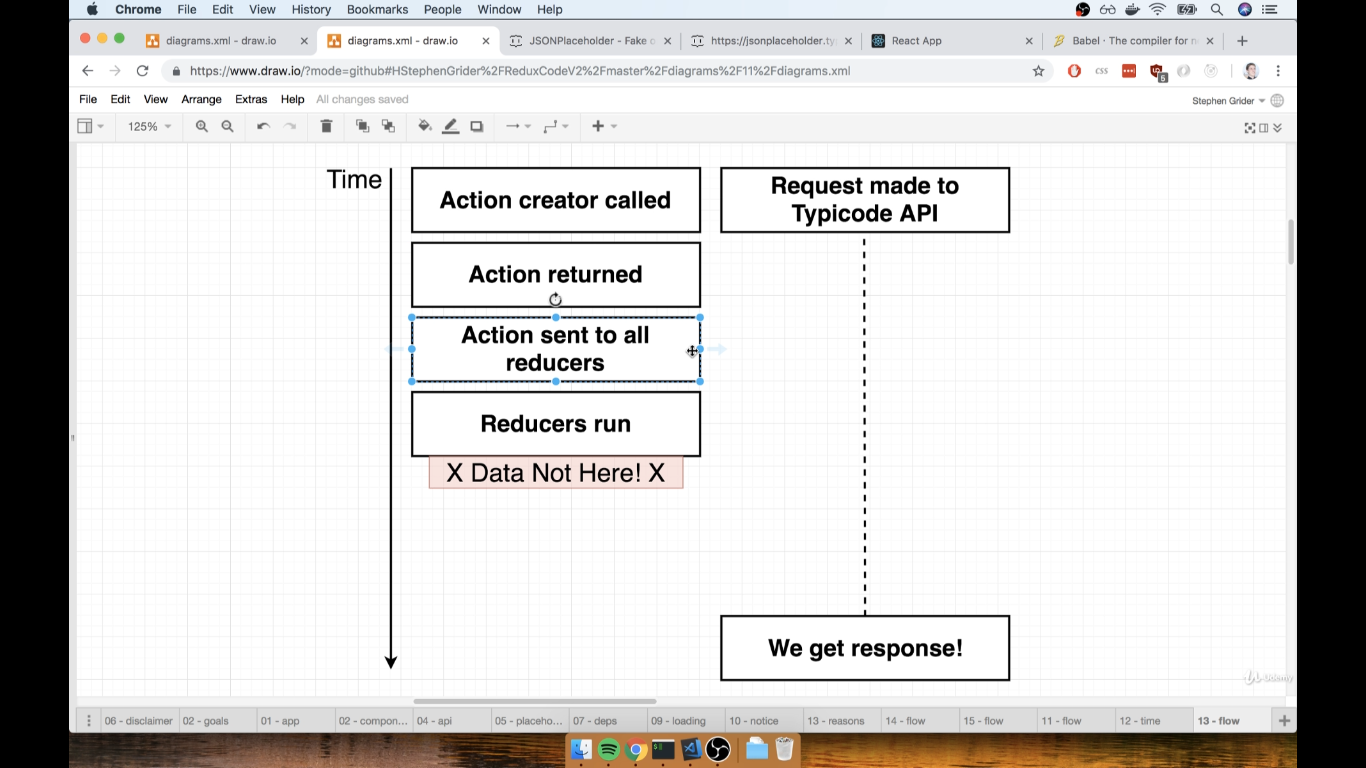 Chrome File Edit View History Bookmarks People Window Help
diagrams.xml - draw.io
diagrams.xml - draw.io
JSONPlaceholder - Fake o
https://jsonplaceholder.ty
React App
Babel · The compiler for n
https://www.draw.io/?mode=github#HStephenGrider%2FReduxCodeV2%2Fmaster%2Fdiagrams%2F11%2Fdiagrams.xml
css
5
File Edit View Arrange Extras Help All changes saved
Stephen Grider
125%
Time
Action creator called
Request made to
Typicode API
Action returned
Action sent to all
reducers
Reducers run
X Data Not Here! X
We get response!
Udemy
06 - disclaimer
02 - goals
01 - app
02 - compon...
04 - api
05 - placeho...
07 - deps
09 - loading
10 - notice
13 - reasons
14 - flow
15 - flow
11 - flow
12 - time
13 - flow